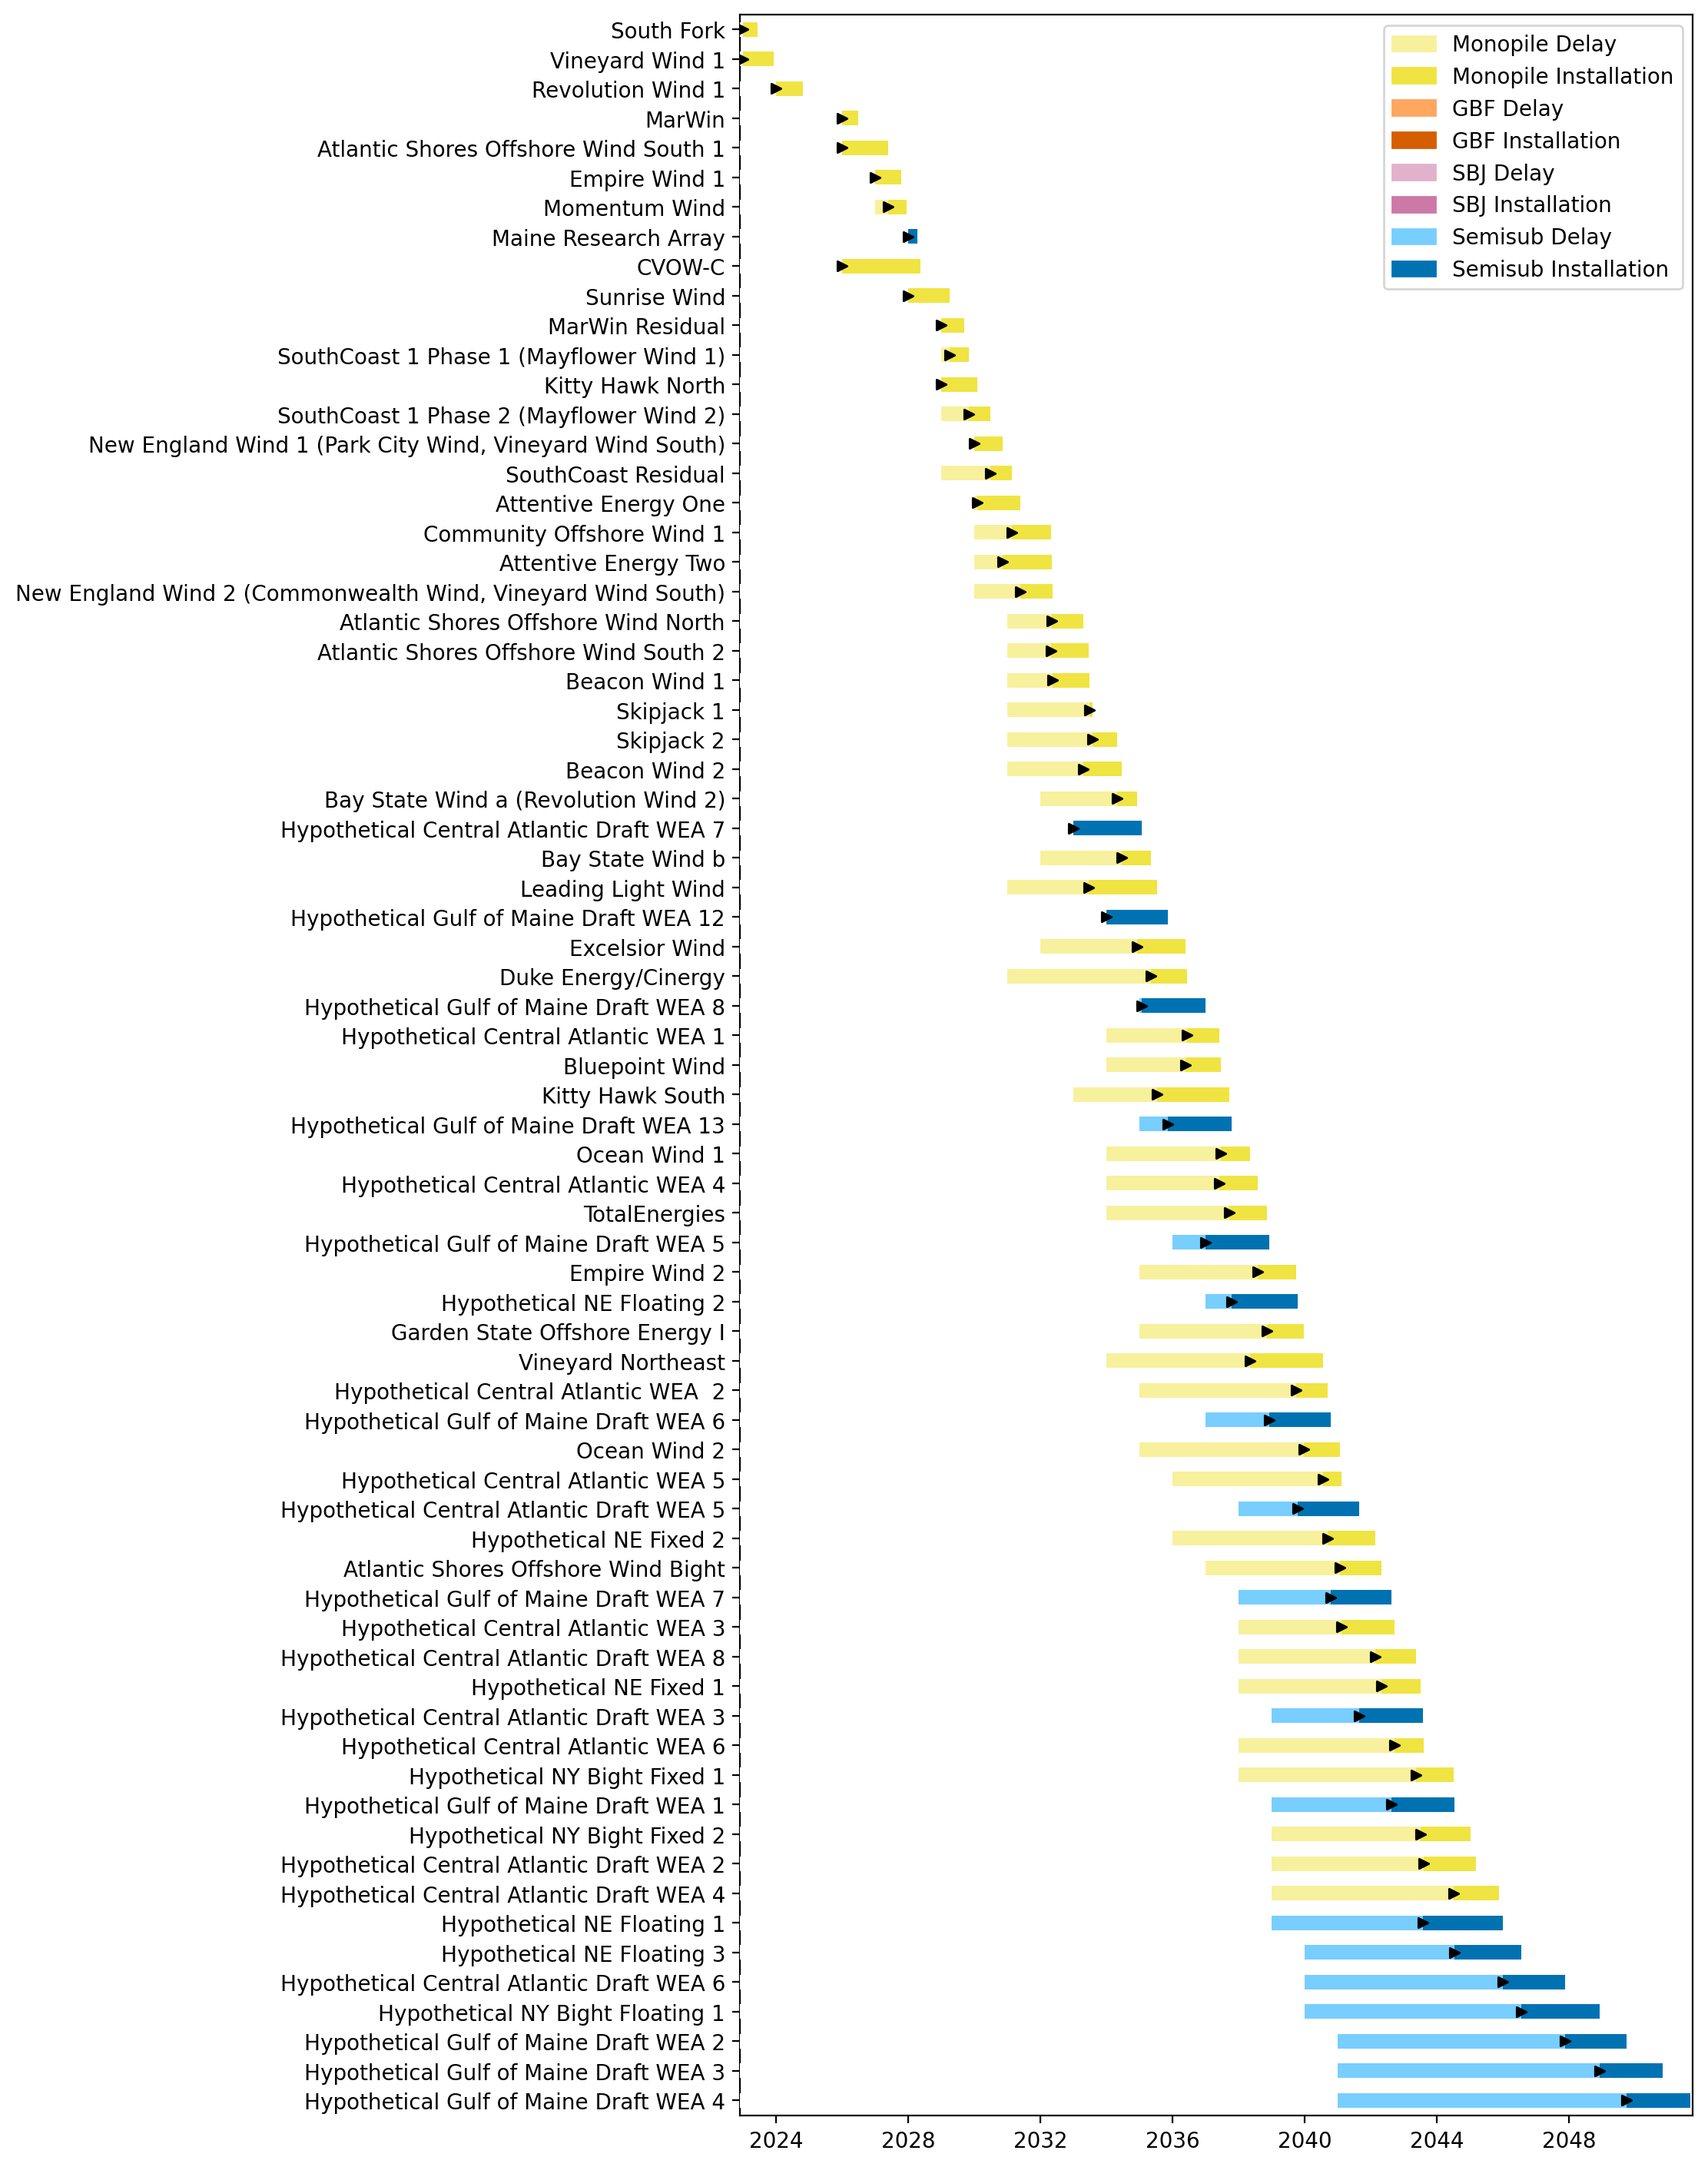 South Fork
Vineyard Wind 1
Revolution Wind 1
MarWin
Atlantic Shores Offshore Wind South 1
Empire Wind 1
Momentum Wind
Maine Research Array
CVOW-C
Sunrise Wind
MarWin Residual
SouthCoast 1 Phase 1 (Mayflower Wind 1)
Kitty Hawk North
SouthCoast 1 Phase 2 (Mayflower Wind 2)
New England Wind 1 (Park City Wind, Vineyard Wind South)
SouthCoast Residual
Attentive Energy One
Community Offshore Wind 1
Attentive Energy Two
New England Wind 2 (Commonwealth Wind, Vineyard Wind South)
Atlantic Shores Offshore Wind North
Atlantic Shores Offshore Wind South 2
Beacon Wind 1
Skipjack 1
Skipjack 2
Beacon Wind 2
Bay State Wind a (Revolution Wind 2)
Hypothetical Central Atlantic Draft WEA 7
Bay State Wind b
Leading Light Wind
Hypothetical Gulf of Maine Draft WEA 12
Excelsior Wind
Duke Energy/Cinergy
Hypothetical Gulf of Maine Draft WEA 8
Hypothetical Central Atlantic WEA 1
Bluepoint Wind
Kitty Hawk South
Hypothetical Gulf of Maine Draft WEA 13
Ocean Wind 1
Hypothetical Central Atlantic WEA 4
TotalEnergies
Hypothetical Gulf of Maine Draft WEA 5
Empire Wind 2
Hypothetical NE Floating 2
Garden State Offshore Energy I
Vineyard Northeast
Hypothetical Central Atlantic WEA  2
Hypothetical Gulf of Maine Draft WEA 6
Ocean Wind 2
Hypothetical Central Atlantic WEA 5
Hypothetical Central Atlantic Draft WEA 5
Hypothetical NE Fixed 2
Atlantic Shores Offshore Wind Bight
Hypothetical Gulf of Maine Draft WEA 7
Hypothetical Central Atlantic WEA 3
Hypothetical Central Atlantic Draft WEA 8
Hypothetical NE Fixed 1
Hypothetical Central Atlantic Draft WEA 3
Hypothetical Central Atlantic WEA 6
Hypothetical NY Bight Fixed 1
Hypothetical Gulf of Maine Draft WEA 1
Hypothetical NY Bight Fixed 2
Hypothetical Central Atlantic Draft WEA 2
Hypothetical Central Atlantic Draft WEA 4
Hypothetical NE Floating 1
Hypothetical NE Floating 3
Hypothetical Central Atlantic Draft WEA 6
Hypothetical NY Bight Floating 1
Hypothetical Gulf of Maine Draft WEA 2
Hypothetical Gulf of Maine Draft WEA 3
Hypothetical Gulf of Maine Draft WEA 4
Monopile Delay
Monopile Installation
GBF Delay
GBF Installation
SBJ Delay
SBJ Installation
Semisub Delay
Semisub Installation
2024 2028 2032 2036 2040 2044 2048